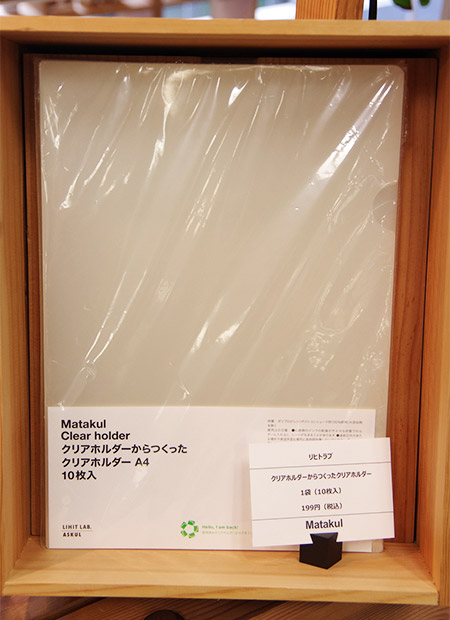 Matakul
Clear holder
クリアホルダーからつくった
クリアホルダー A4
10枚入
LIHIT LAB.
ASKUL
Hello, I am back!
リヒトラブ
クリアホルダーからつくったクリアホルダー
1袋(10枚入)
199円(税込)
Matakul